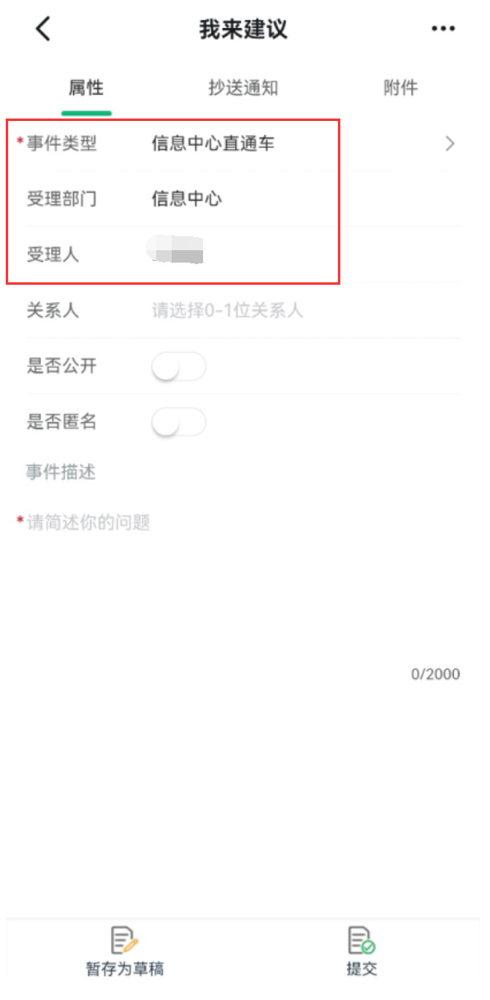 我来建议
属性 抄送通知 附件
*事件类型 信息中心直通车
受理部门 信息中心
受理人
关系人 请选择0-1位关系人
是否公开
是否匿名
事件描述
*请简述你的问题
0/2000
暂存为草稿 提交